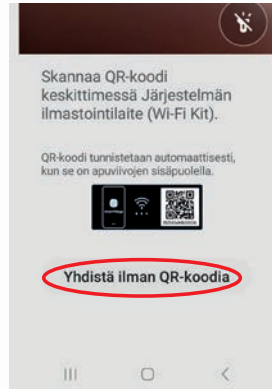 Skannaa QR-koodi
keskittimessä Järjestelmän
ilmastointilaite (Wi-Fi Kit).
QR-koodi tunnistetaan automaattisesti,
kun se on apuviivojen sisäpuolella.
Yhdistä ilman QR-koodia